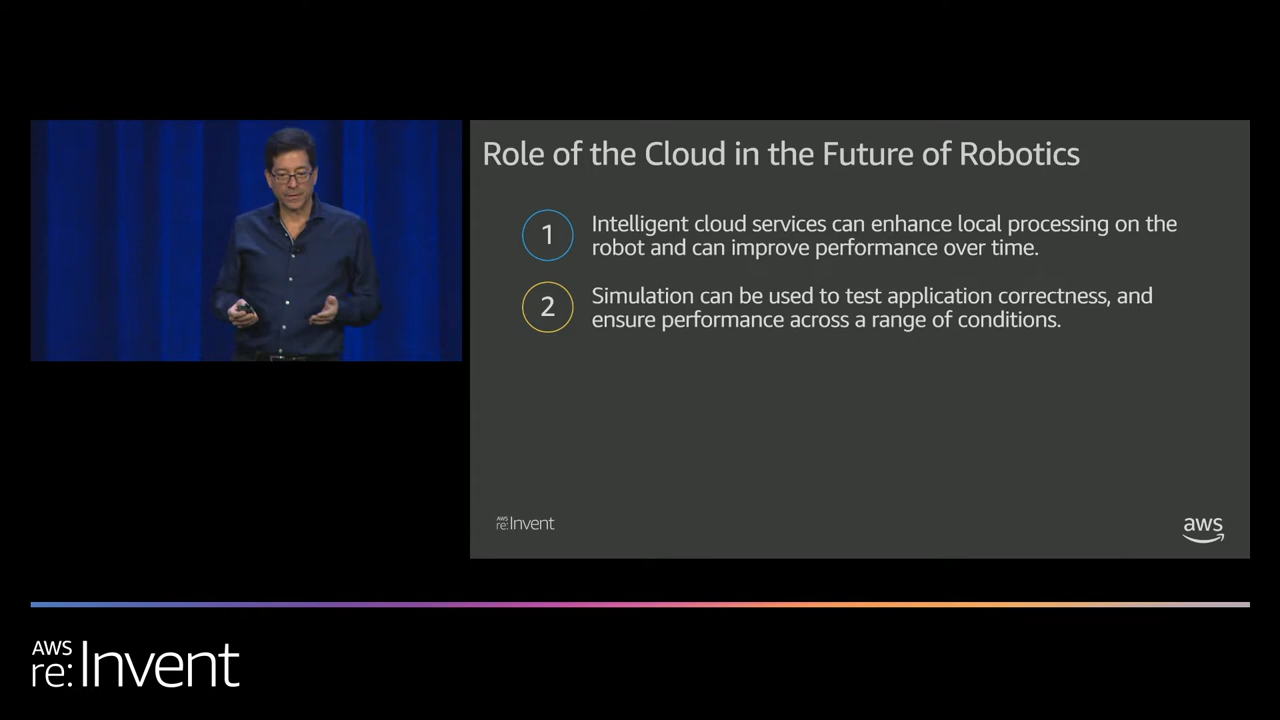 Role of the Cloud in the Future of Robotics
1
Intelligent cloud services can enhance local processing on the
robot and can improve performance over time.
2
Simulation can be used to test application correctness, and
ensure performance across a range of conditions.
AWS
re:Invent
aws
AWS
re:Invent